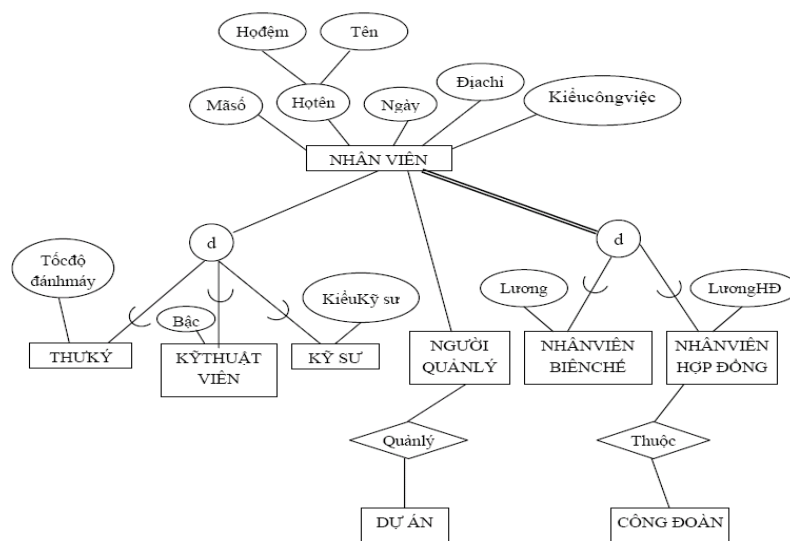 Họđệm
Tên
Mãsố
Họtên
Ngày
Địachỉ
Kiểucôngviệc
NHÂN VIÊN
d
d
Tốcđộ
đánhmáy
Bậc
KiểuKỹ sư
Lương
LươngHĐ
THƯKÝ
KỸTHUẬT
VIÊN
KỸ SƯ
NGƯỜI
QUẢNLÝ
NHÂNVIÊN
BIÊNCHẾ
NHÂNVIÊN
HỢP ĐỒNG
Quảnlý
Thuộc
DỰ ÁN
CÔNG ĐOÀN